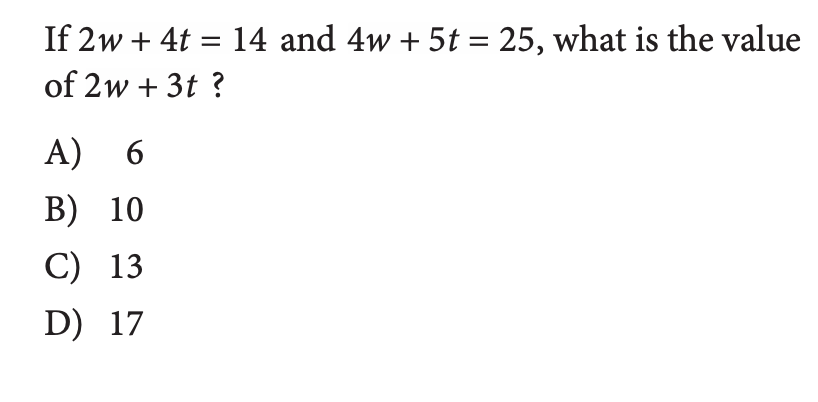 If 2w + 4t = 14 and 4w + 5t = 25, what is the value
of 2w + 3t ?
A) 6
B) 10
C) 13
D) 17